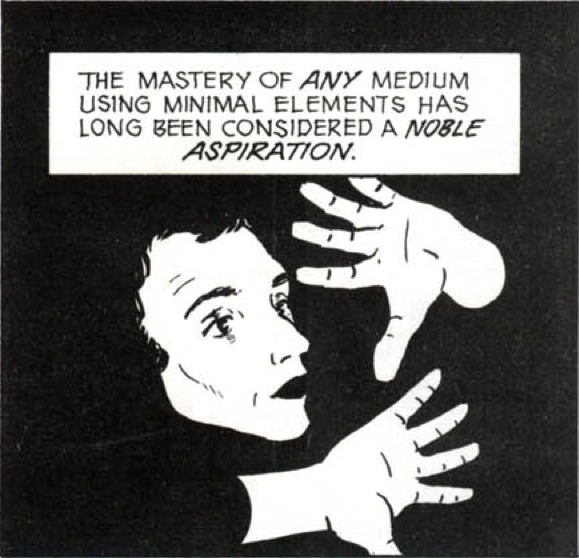 THE MASTERY OF ANY MEDIUM
USING MINIMAL ELEMENTS HAS
LONG BEEN CONSIDERED A NOBLE
ASPIRATION.